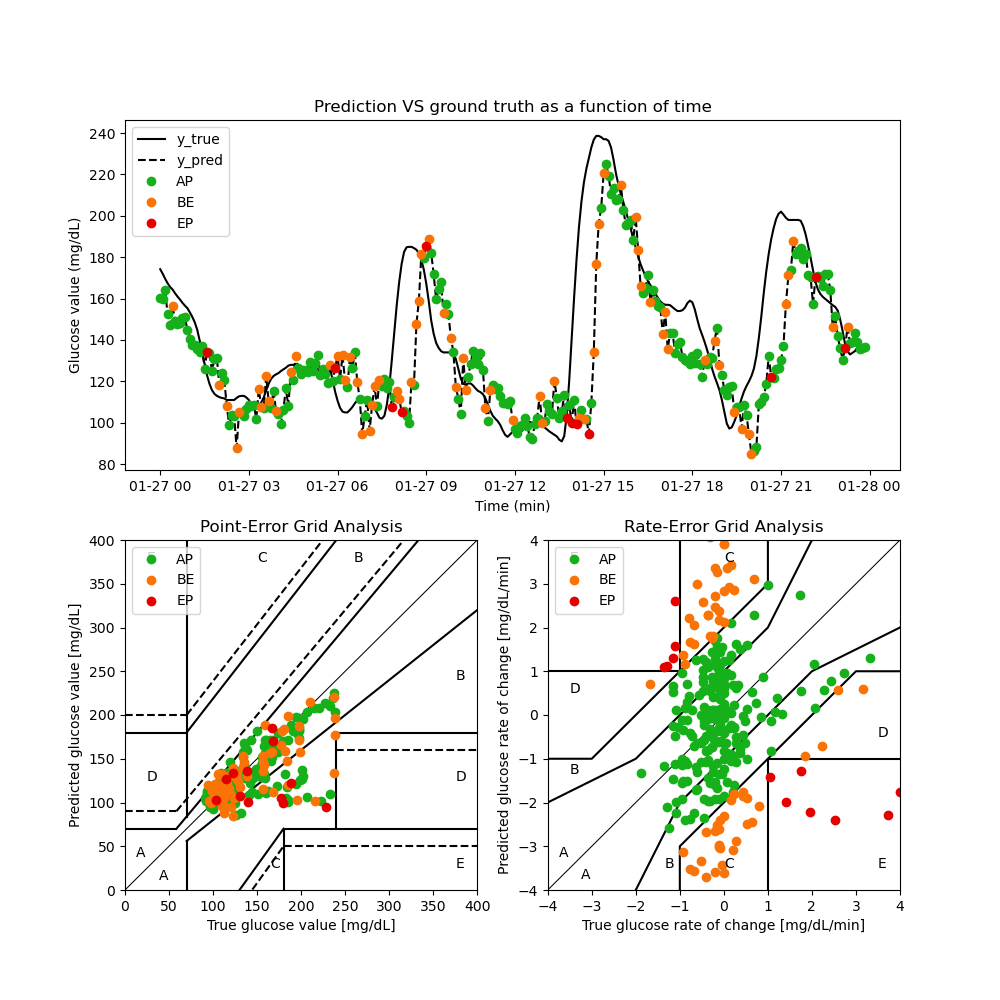 Prediction VS ground truth as a function of time
Glucose value (mg/dL)
240
220
200
180
160
140
120
100
80
y_true
y_pred
AP
BE
EP
01-27 00 01-27 03 01-27 06 01-27 09 01-27 12 01-27 15 01-27 18 01-27 21 01-28 00
Time (min)
Point-Error Grid Analysis
Predicted glucose value [mg/dL]
400
350
300
250
200
150
100
50
0
AP
BE
EP
C B
B
D D
A
A C E
0 50 100 150 200 250 300 350 400
True glucose value [mg/dL]
Rate-Error Grid Analysis
Predicted glucose rate of change [mg/dL/min]
4
3
2
1
0
−1
−2
−3
−4
AP
BE
EP
C
D
D
B
A
A B C E
−4 −3 −2 −1 0 1 2 3 4
True glucose rate of change [mg/dL/min]